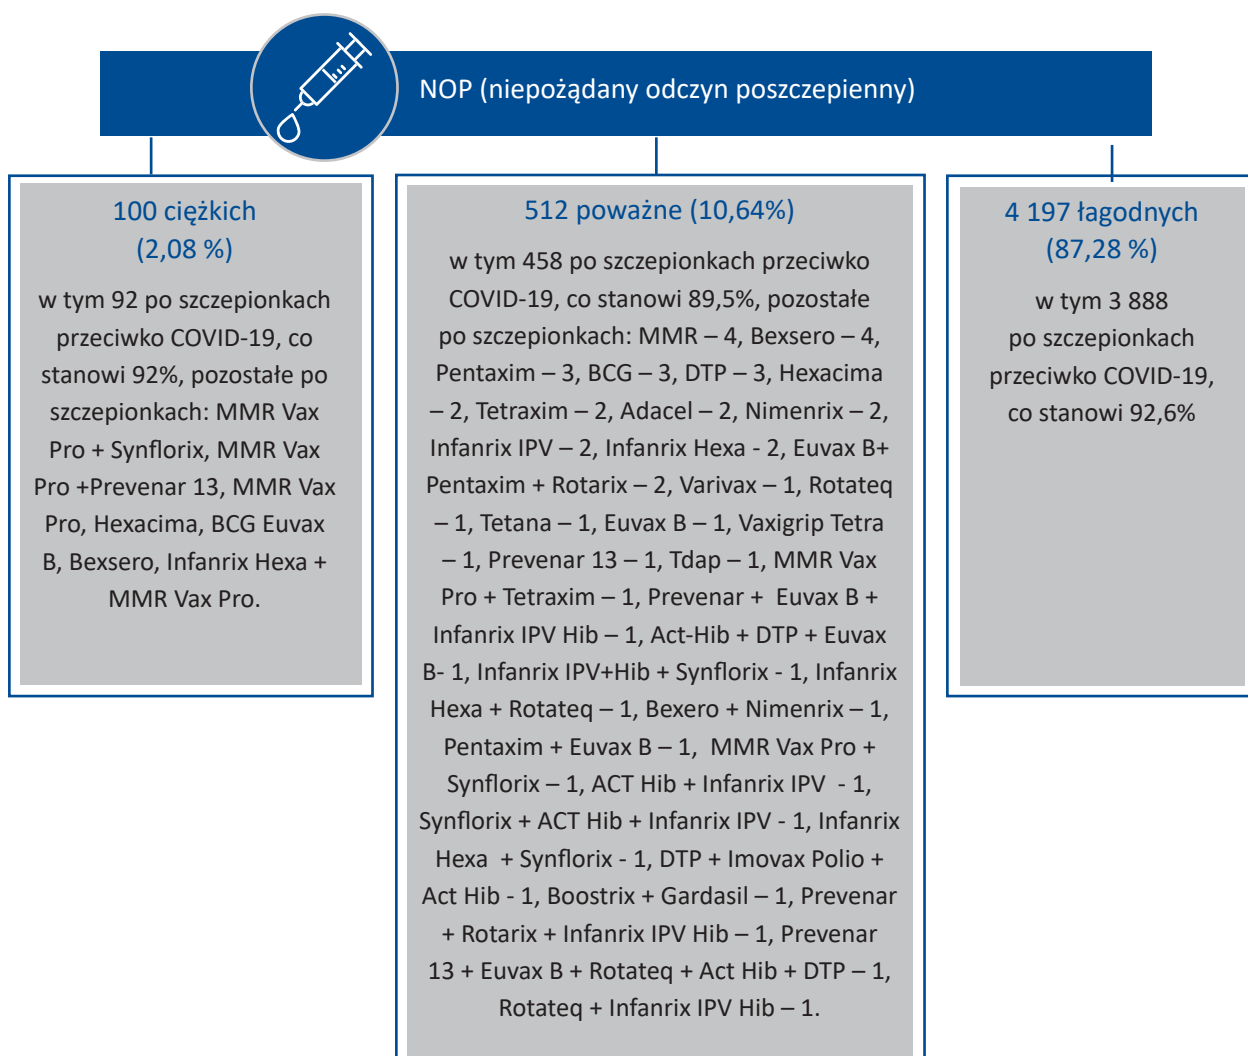 NOP (niepożądany odczyn poszczepienny)
100 ciężkich
(2,08 %)
w tym 92 po szczepionkach
przeciwko COVID-19, co
stanowi 92%, pozostałe po
szczepionkach: MMR Vax
Pro + Synflorix, MMR Vax
Pro +Prevenar 13, MMR Vax
Pro, Hexacima, BCG Euvax
B, Bexsero, Infanrix Hexa +
MMR Vax Pro.
512 poważne (10,64%)
w tym 458 po szczepionkach przeciwko
COVID-19, co stanowi 89,5%, pozostałe
po szczepionkach: MMR – 4, Bexsero – 4,
Pentaxim – 3, BCG – 3, DTP – 3, Hexacima
– 2, Tetraxim – 2, Adacel – 2, Nimenrix – 2,
Infanrix IPV – 2, Infanrix Hexa - 2, Euvax B+
Pentaxim + Rotarix – 2, Varivax – 1, Rotateq
– 1, Tetana – 1, Euvax B – 1, Vaxigrip Tetra
– 1, Prevenar 13 – 1, Tdap – 1, MMR Vax
Pro + Tetraxim – 1, Prevenar + Euvax B +
Infanrix IPV Hib – 1, Act-Hib + DTP + Euvax
B- 1, Infanrix IPV+Hib + Synflorix - 1, Infanrix
Hexa + Rotateq – 1, Bexero + Nimenrix – 1,
Pentaxim + Euvax B – 1, MMR Vax Pro +
Synflorix – 1, ACT Hib + Infanrix IPV - 1,
Synflorix + ACT Hib + Infanrix IPV - 1, Infanrix
Hexa + Synflorix - 1, DTP + Imovax Polio +
Act Hib - 1, Boostrix + Gardasil – 1, Prevenar
+ Rotarix + Infanrix IPV Hib – 1, Prevenar
13 + Euvax B + Rotateq + Act Hib + DTP – 1,
Rotateq + Infanrix IPV Hib – 1.
4 197 łagodnych
(87,28 %)
w tym 3 888
po szczepionkach
przeciwko COVID-19,
co stanowi 92,6%